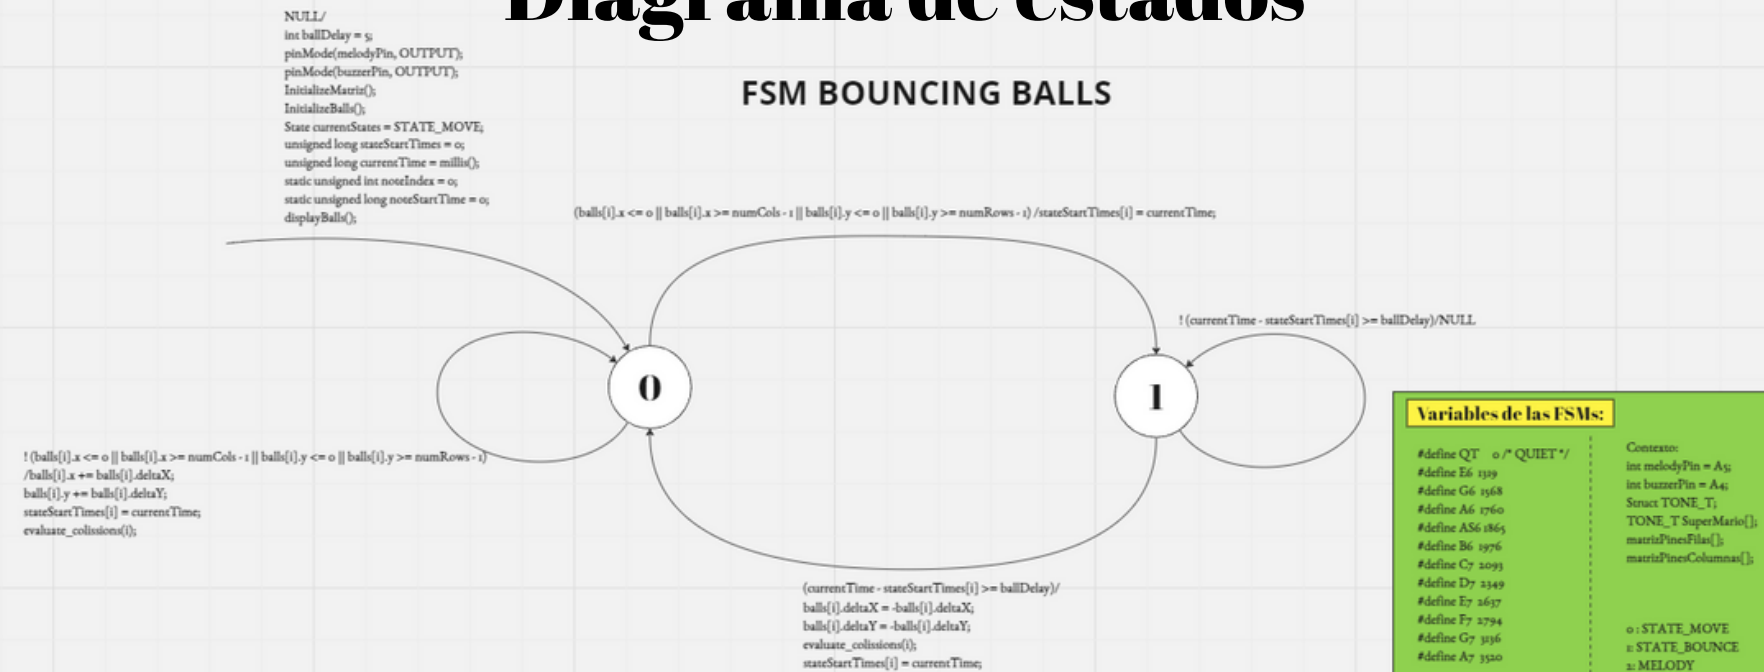 Diagrama de estados
NULL/
int ballDelay = 5;
pinMode(melodyPin, OUTPUT);
pinMode(buzzerPin, OUTPUT);
InitializeMatriz();
InitializeBalls();
State currentStates = STATE_MOVE;
unsigned long stateStartTimes = 0;
unsigned long currentTime = millis();
static unsigned int noteIndex = 0;
static unsigned long noteStartTime = 0;
displayBalls();
FSM BOUNCING BALLS
(balls[i].x <= 0 || balls[i].x >= numCols - 1 || balls[i].y <= 0 || balls[i].y >= numRows - 1) /stateStartTimes[i] = currentTime;
! (currentTime - stateStartTimes[i] >= ballDelay)/NULL
0
1
! (balls[i].x <= 0 || balls[i].x >= numCols - 1 || balls[i].y <= 0 || balls[i].y >= numRows - 1)
/balls[i].x += balls[i].deltaX;
balls[i].y += balls[i].deltaY;
stateStartTimes[i] = currentTime;
evaluate_colissions(i);
(currentTime - stateStartTimes[i] >= ballDelay)/
balls[i].deltaX = -balls[i].deltaX;
balls[i].deltaY = -balls[i].deltaY;
evaluate_colissions(i);
stateStartTimes[i] = currentTime;
Variables de las FSMs:
#define QT 0 /* QUIET */
#define E6 1319
#define G6 1568
#define A6 1760
#define AS6 1865
#define B6 1976
#define C7 2093
#define D7 2349
#define E7 2637
#define F7 2794
#define G7 3136
#define A7 3520
Contexto:
int melodyPin = A5;
int buzzerPin = A4;
Struct TONE_T;
TONE_T SuperMario[];
matrizPinesFilas[];
matrizPinesColumnas[];
0 : STATE_MOVE
1: STATE_BOUNCE
2: MELODY